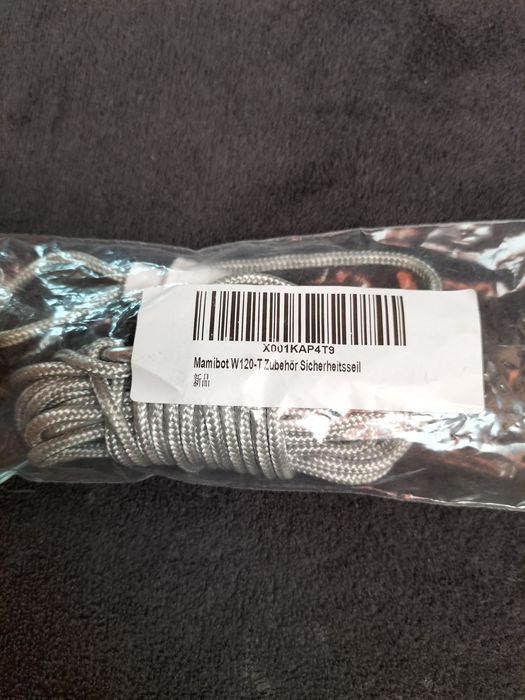 X001KAP4T9
Mamibot W120-T Zubehör Sicherheitsseil
新品